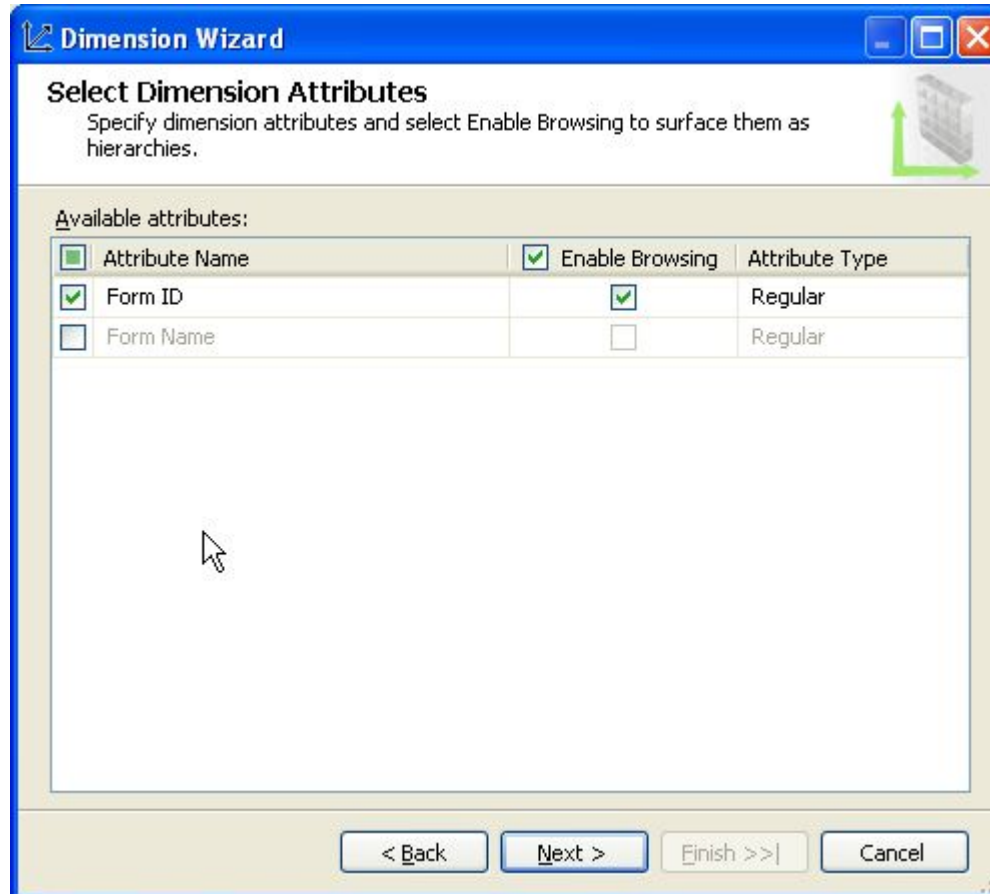 Dimension Wizard
Select Dimension Attributes
Specify dimension attributes and select Enable Browsing to surface them as
hierarchies.
Available attributes:
Attribute Name Enable Browsing Attribute Type
Form ID Regular
Form Name Regular
< Back Next > Finish >>| Cancel